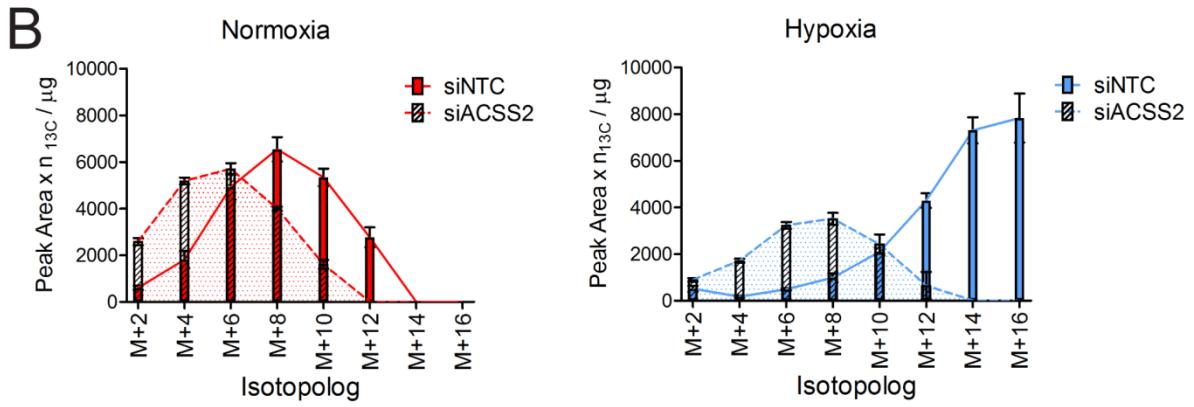 B
Normoxia
Peak Area x n 13C / μg
10000
8000
6000
4000
2000
0
M+2
M+4
M+6
M+8
M+10
M+12
M+14
M+16
Isotopolog
siNTC
siACSS2
Hypoxia
Peak Area x n 13C / μg
10000
8000
6000
4000
2000
0
M+2
M+4
M+6
M+8
M+10
M+12
M+14
M+16
Isotopolog
siNTC
siACSS2